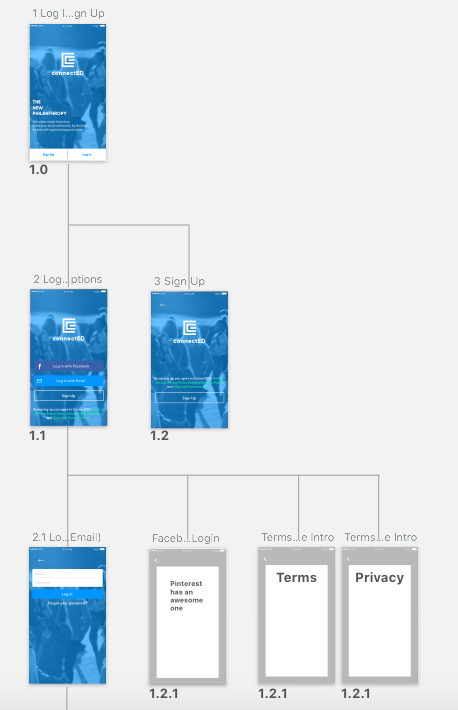 1 Log I...gn Up
connectED
THE
NEW
PHILANTHROPY
Sign Up
Log In
1.0
2 Log...ptions
3 Sign Up
connectED
connectED
Log in with Facebook
Log in with Email
Sign Up
Sign Up
1.1
1.2
2.1 Lo...Email)
Faceb...Login
Terms...e Intro
Terms...e Intro
Log in
Forgot your password?
Pinterest
has an
awesome
one
Terms
Privacy
1.2.1
1.2.1
1.2.1